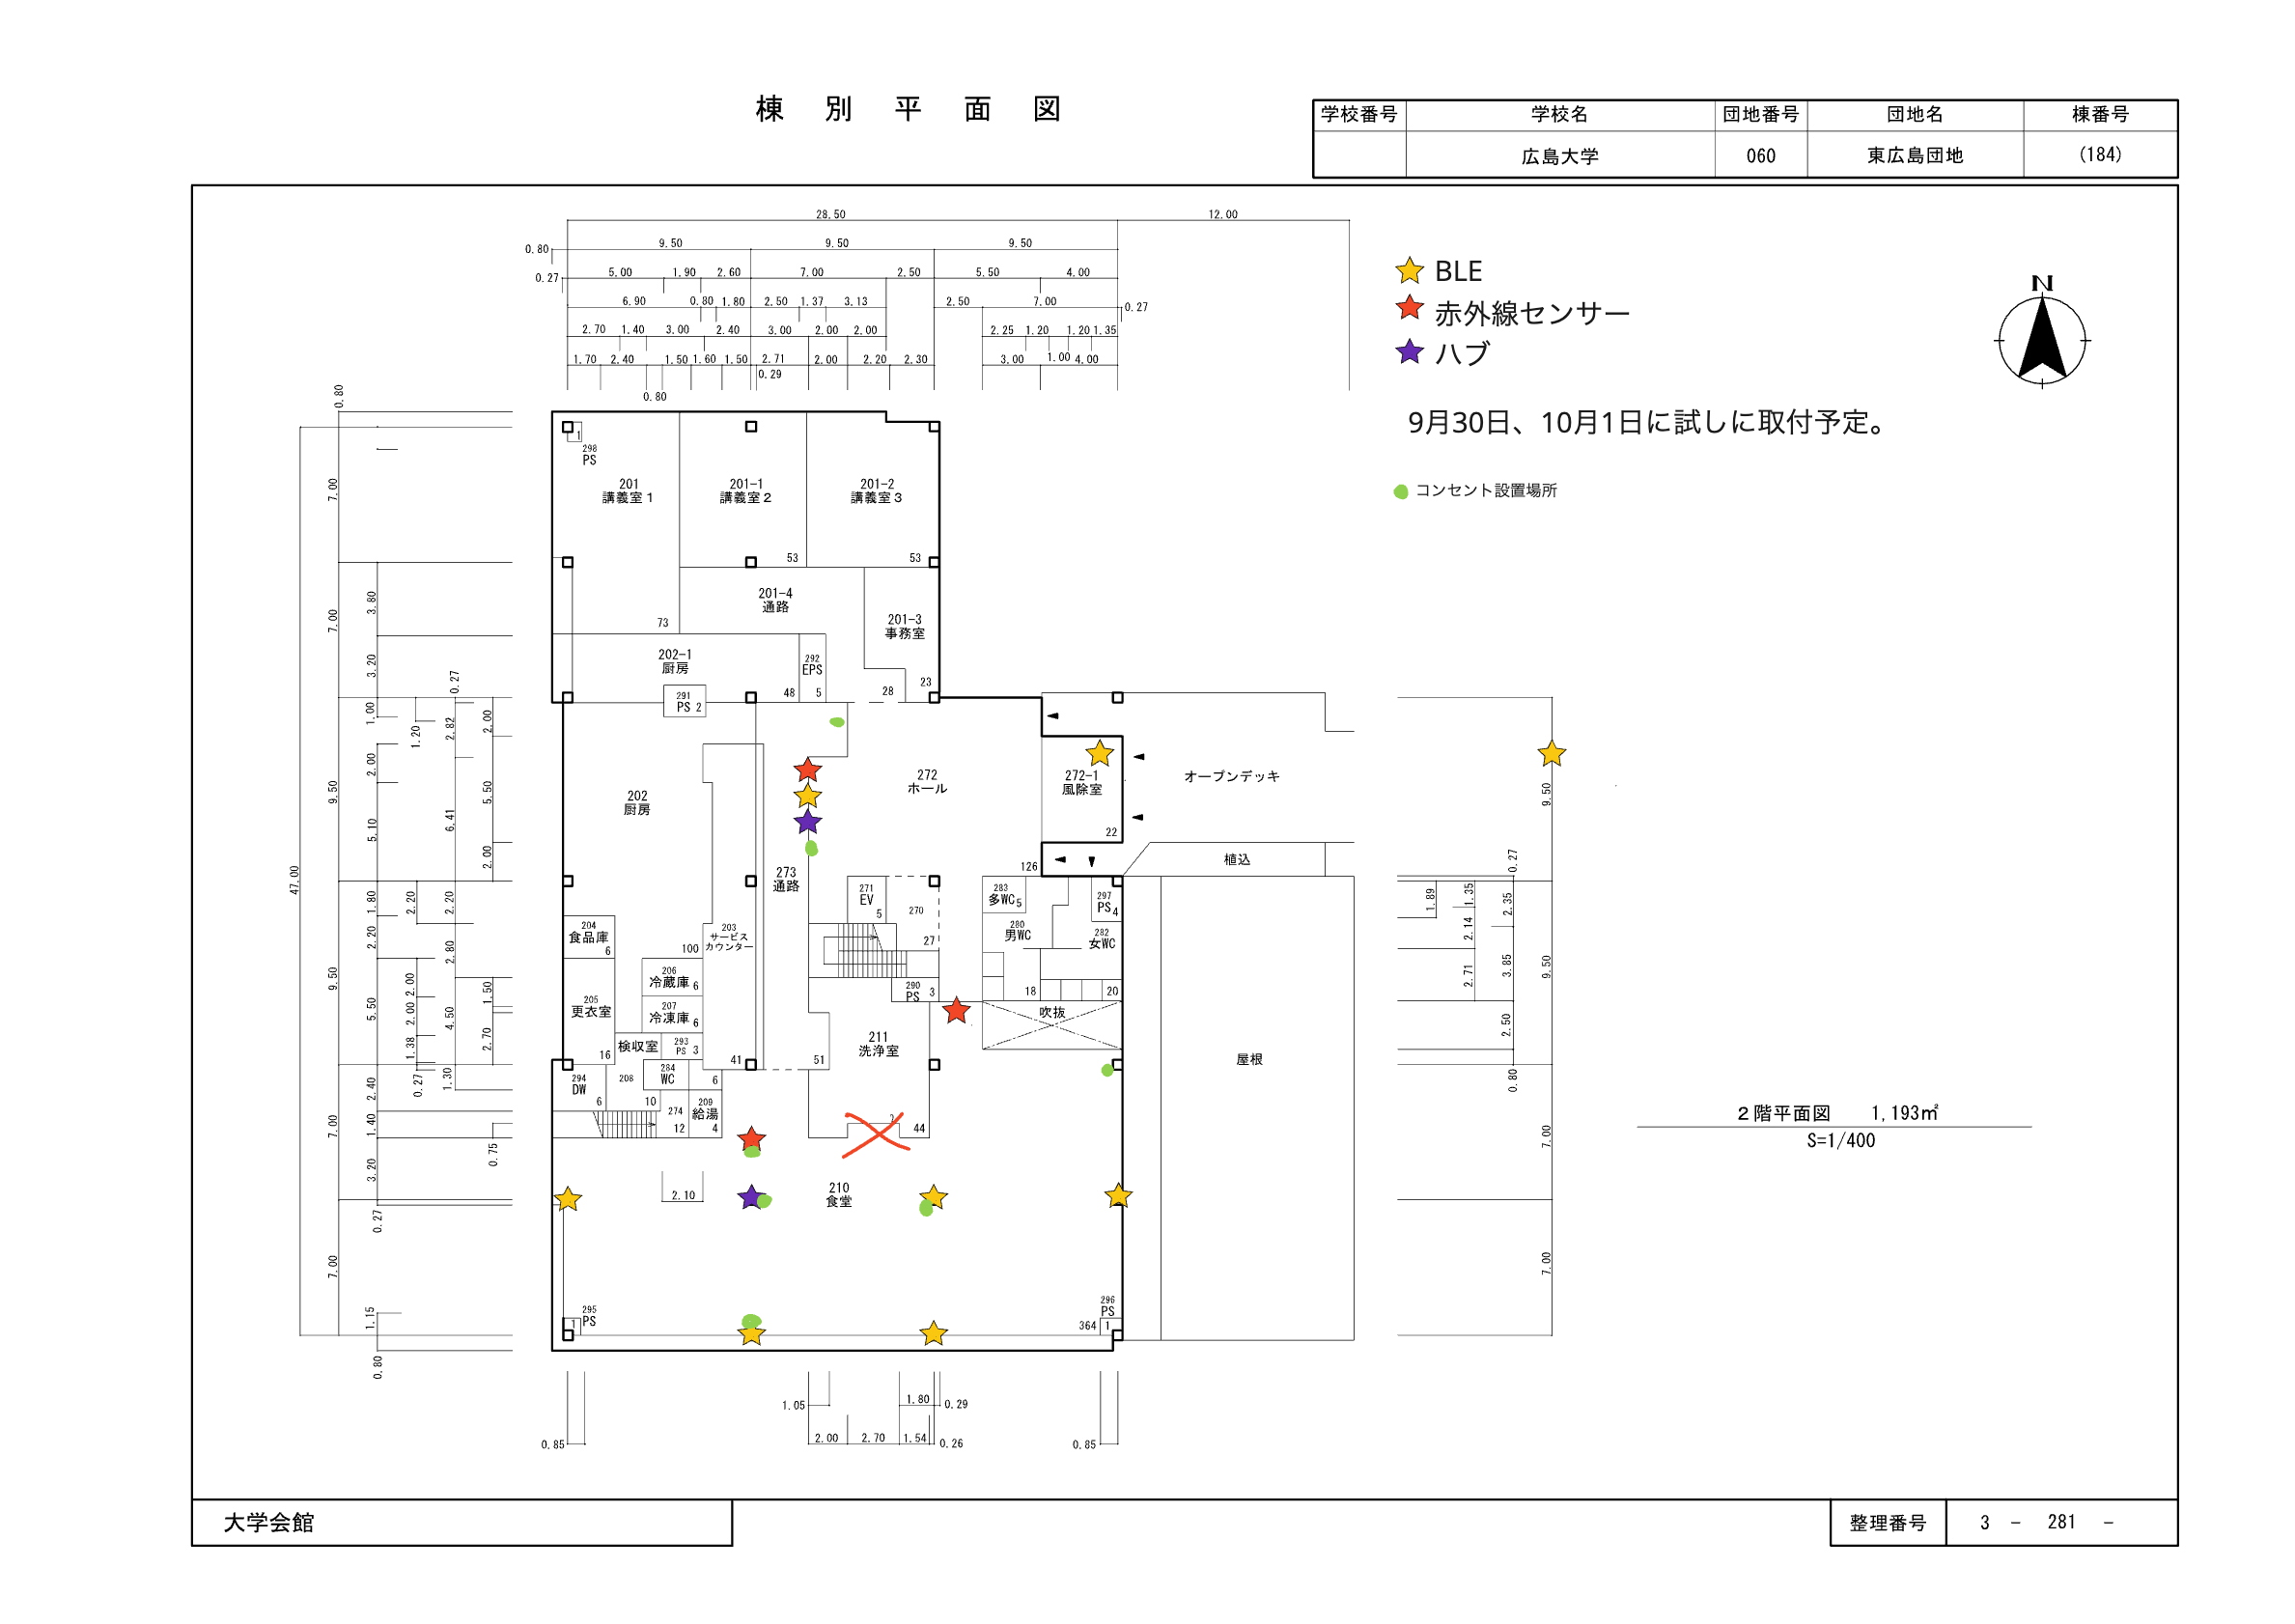 棟別平面図
学校番号 学校名 団地番号 団地名 棟番号
広島大学 060 東広島団地 (184)
28.50 12.00
0.80 9.50 9.50 9.50
0.27 5.00 1.90 2.60 7.00 2.50 5.50 4.00
6.90 0.80 1.80 2.50 1.37 3.13 2.50 7.00 0.27
2.70 1.40 3.00 2.40 3.00 2.00 2.00 2.25 1.20 1.20 1.35
1.70 2.40 1.50 1.60 1.50 2.71 2.00 2.20 2.30 3.00 1.00 4.00
0.29
0.80
BLE
赤外線センサー
ハブ
N
9月30日、10月1日に試しに取付予定。
コンセント設置場所
0.80
7.00
7.00
9.50
9.50
7.00
7.00
47.00
3.80
3.20
1.00
2.00
5.10
1.80
2.20
5.50
2.40
1.40
3.20
0.27
1.15
0.80
1.20
2.20
2.00
2.00
1.38
0.27
0.27
2.82
6.41
2.20
2.80
4.50
1.30
2.00
5.50
2.00
1.50
2.70
0.75
1
298
PS
201
講義室1
201-1
講義室2
201-2
講義室3
53 53
201-4
通路
201-3
事務室
73
202-1
厨房
292
EPS
291
PS 2
48 5 28 23
202
厨房
272
ホール
272-1
風除室
オープンデッキ
22
植込
126
273
通路
271
EV
5
270
27
283
多WC5
297
PS4
280
男WC
282
女WC
204
食品庫
6
203
サービス
カウンター
100
206
冷蔵庫 6
205
更衣室
207
冷凍庫 6
290
PS 3
18 20
吹抜
211
洗浄室
検収室
293
PS 3
16 41 51
屋根
294
DW
208
284
WC
6
6 10
209
給湯
274
12 4
2
44
2.10
210
食堂
295
PS
1
296
PS
364 1
9.50
9.50
7.00
7.00
0.27
1.89
1.35
2.35
2.14
2.71
3.85
2.50
0.80
2階平面図 1,193㎡
S=1/400
1.05 1.80 0.29
0.85 2.00 2.70 1.54 0.26 0.85
大学会館
整理番号 3 - 281 -